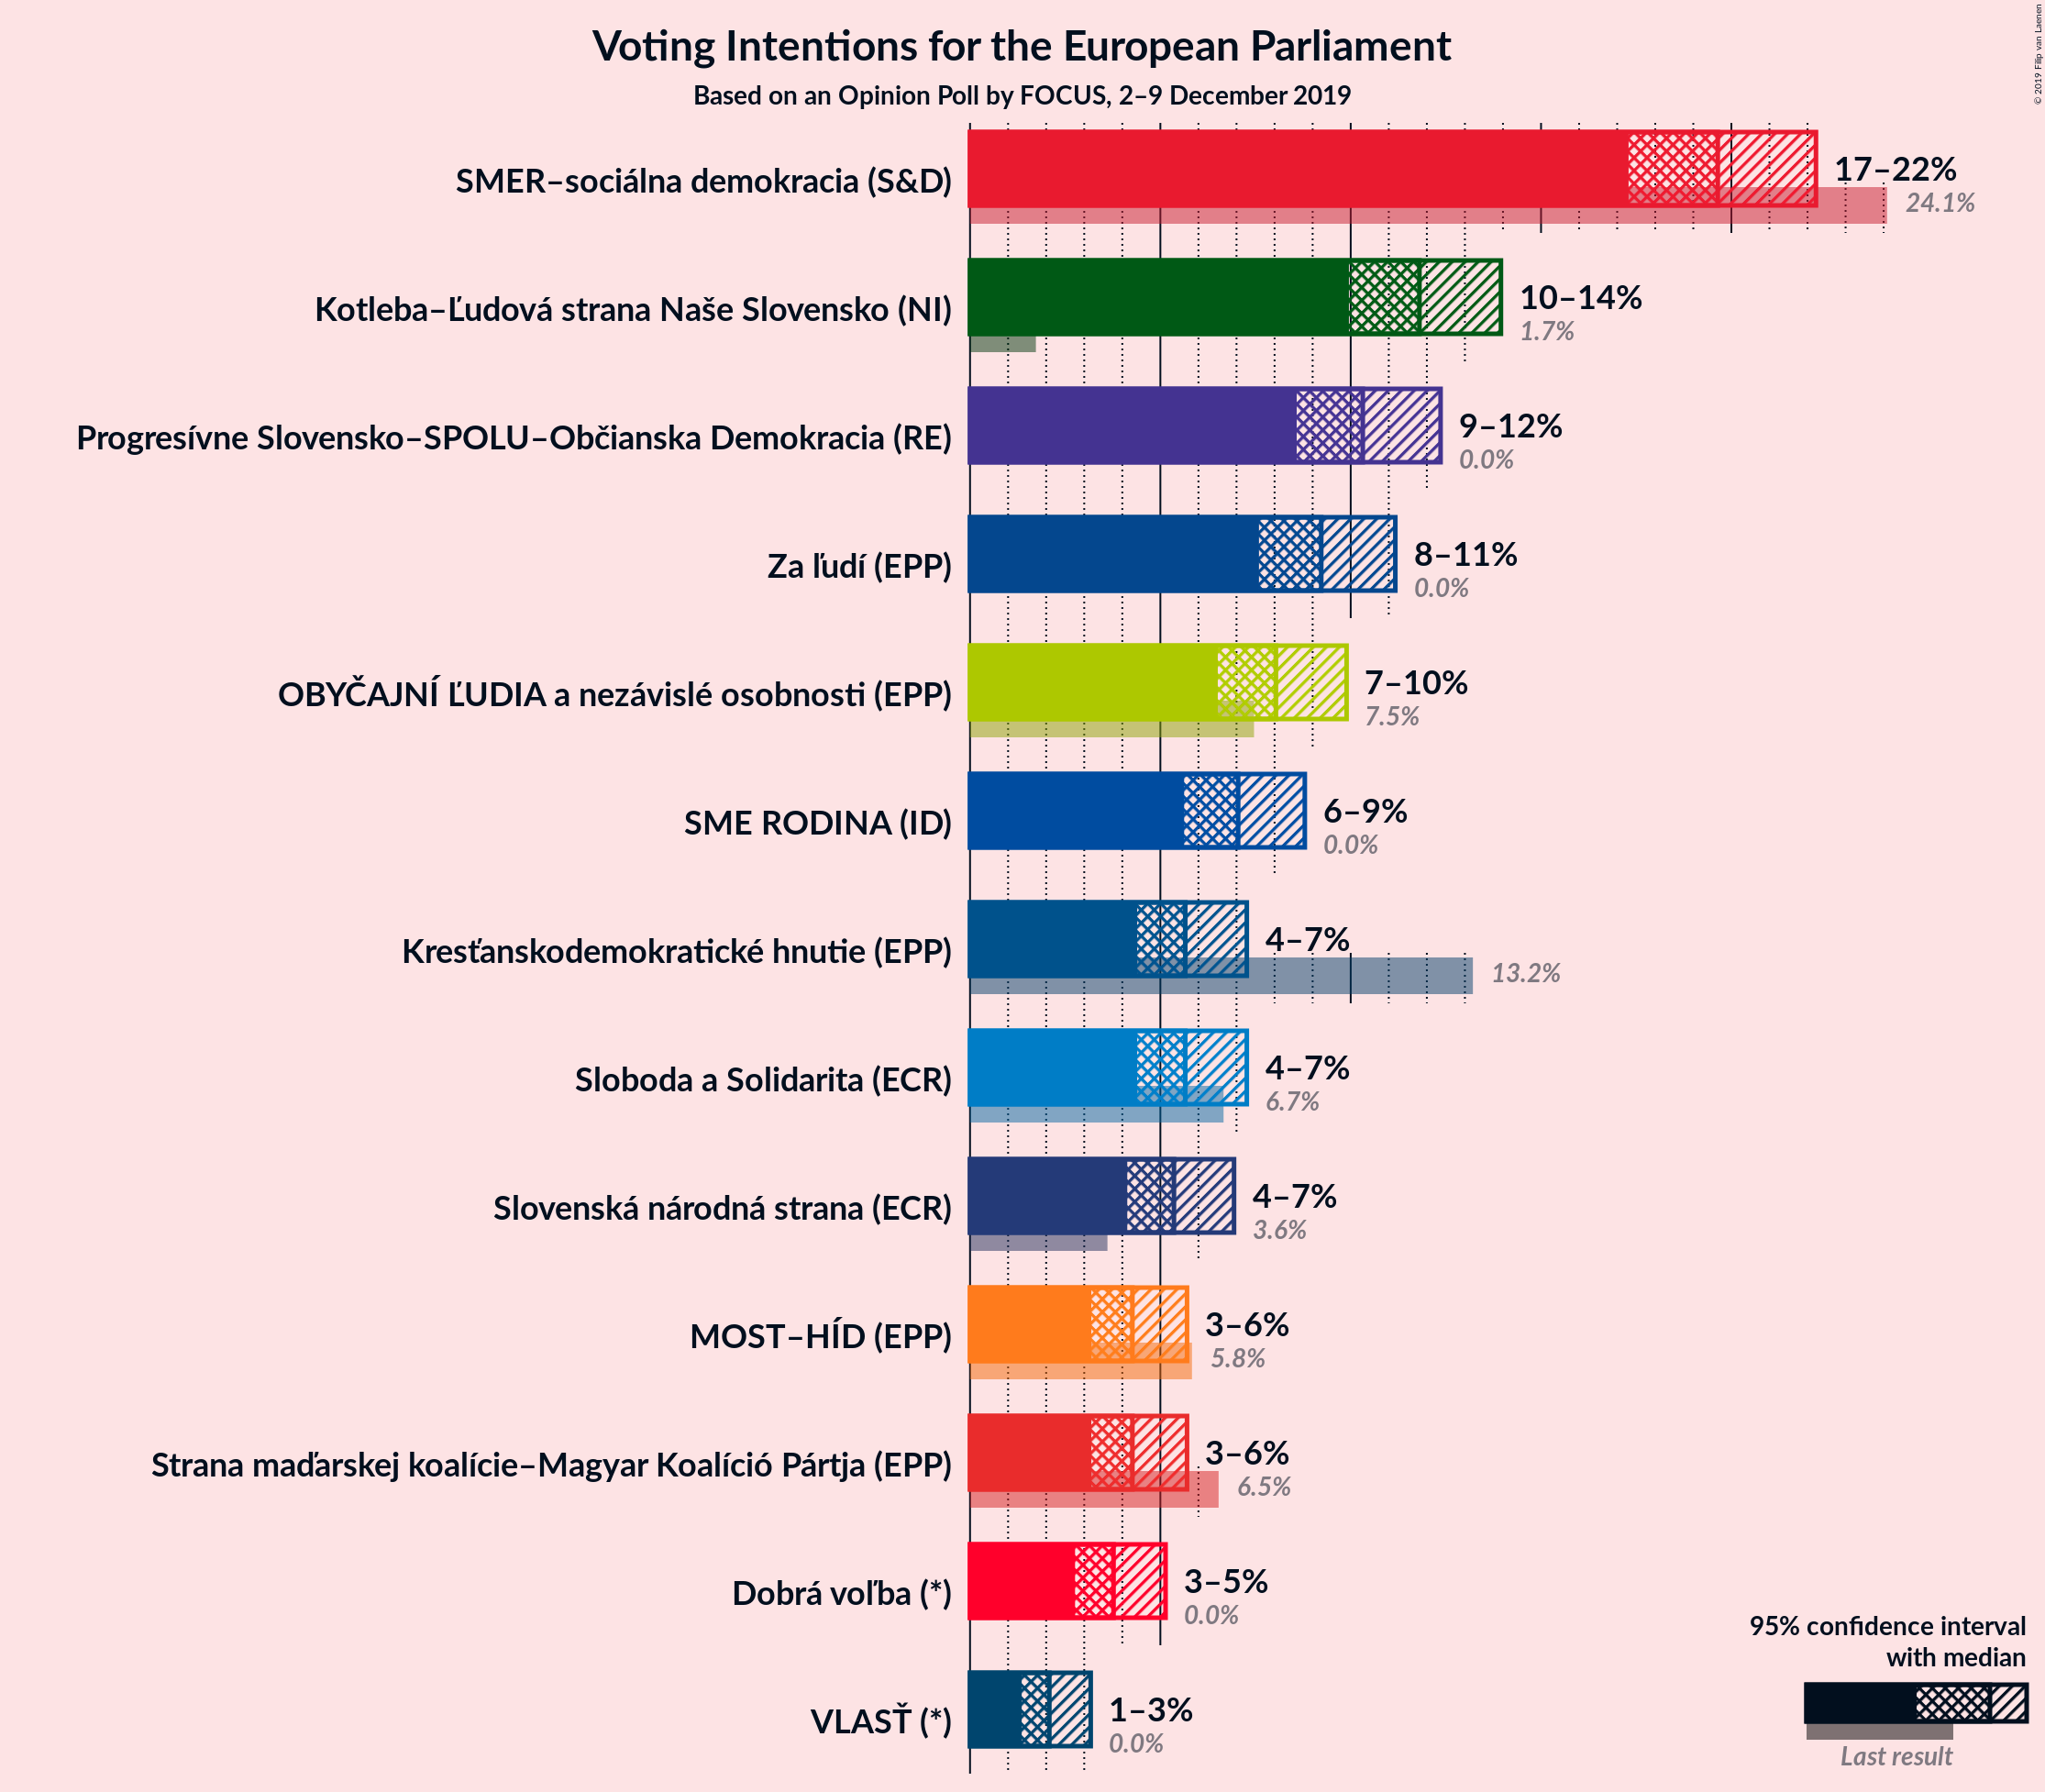 Voting Intentions for the European Parliament
Based on an Opinion Poll by FOCUS, 2–9 December 2019
© 2019 Filip van Laenen
SMER–sociálna demokracia (S&D)
17–22%
24.1%
Kotleba–Ľudová strana Naše Slovensko (NI)
10–14%
1.7%
Progresívne Slovensko–SPOLU–Občianska Demokracia (RE)
9–12%
0.0%
Za ľudí (EPP)
8–11%
0.0%
OBYČAJNÍ ĽUDIA a nezávislé osobnosti (EPP)
7–10%
7.5%
SME RODINA (ID)
6–9%
0.0%
Kresťanskodemokratické hnutie (EPP)
4–7%
13.2%
Sloboda a Solidarita (ECR)
4–7%
6.7%
Slovenská národná strana (ECR)
4–7%
3.6%
MOST–HÍD (EPP)
3–6%
5.8%
Strana maďarskej koalície–Magyar Koalíció Pártja (EPP)
3–6%
6.5%
Dobrá voľba (*)
3–5%
0.0%
VLASŤ (*)
1–3%
0.0%
95% confidence interval
with median
Last result